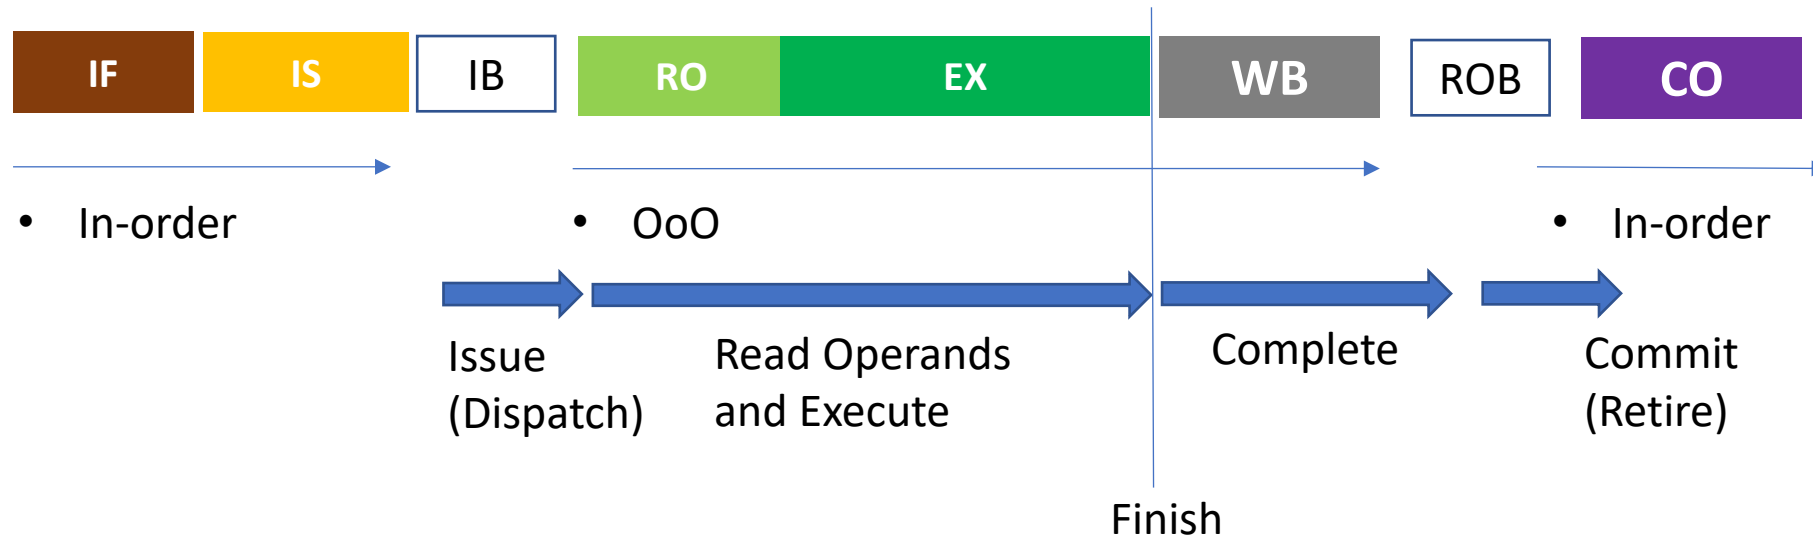 IF IS IB RO EX WB ROB CO
• In-order • OoO • In-order
Issue
(Dispatch)
Read Operands
and Execute
Complete
Commit
(Retire)
Finish